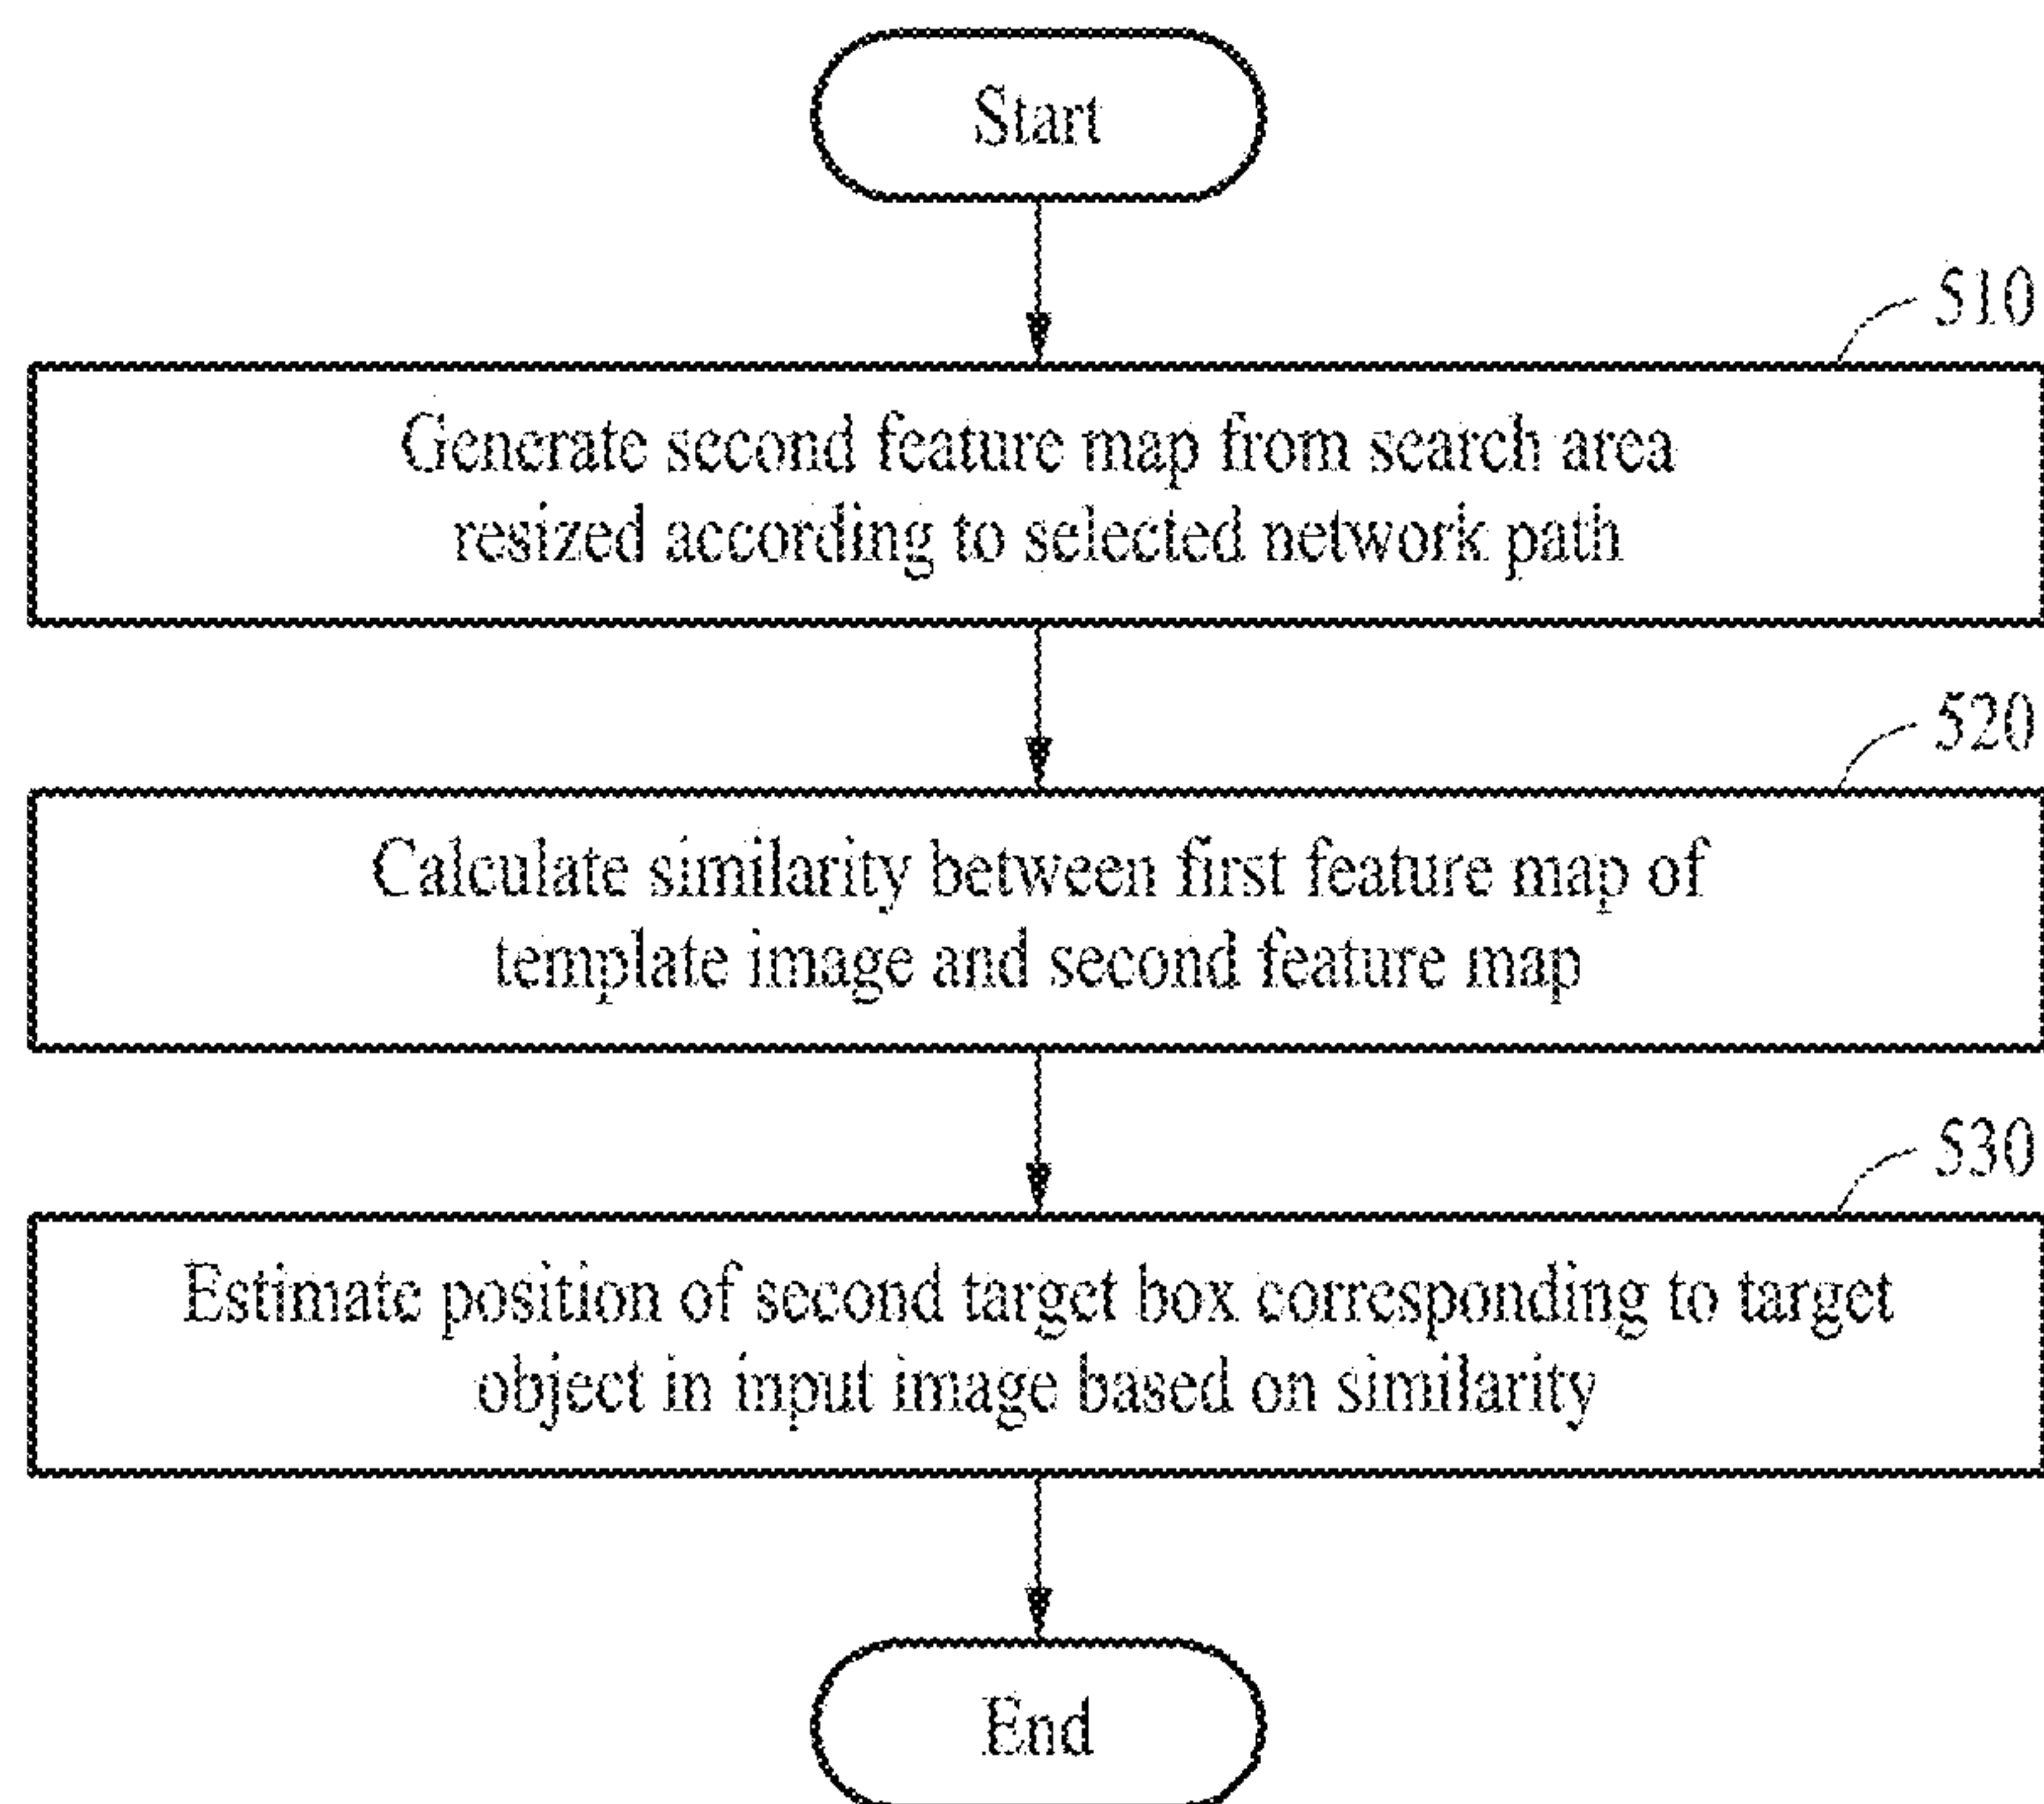 Start
510
Generate second feature map from search area
resized according to selected network path
520
Calculate similarity between first feature map of
template image and second feature map
530
Estimate position of second target box corresponding to target
object in input image based on similarity
End